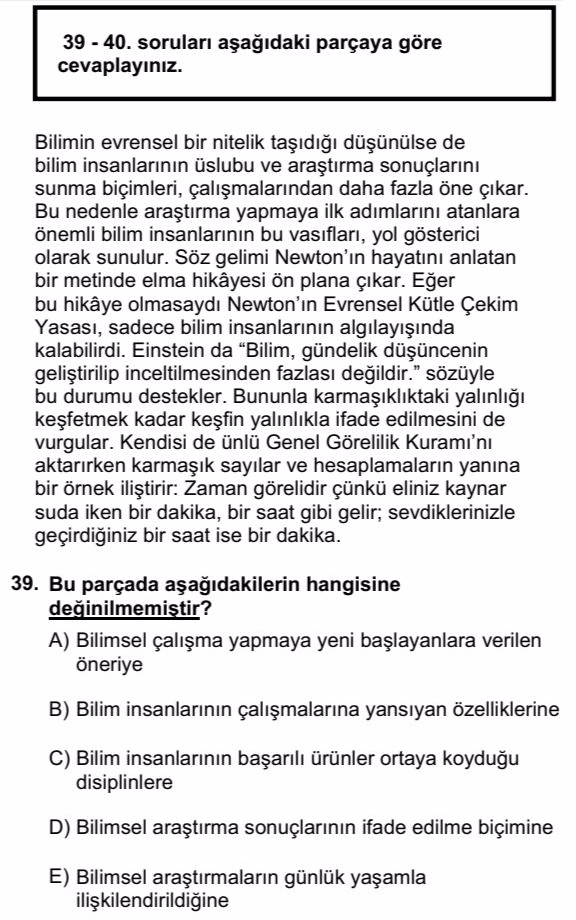 39 - 40. soruları aşağıdaki parçaya göre
cevaplayınız.
Bilimin evrensel bir nitelik taşıdığı düşünülse de
bilim insanlarının üslubu ve araştırma sonuçlarını
sunma biçimleri, çalışmalarından daha fazla öne çıkar.
Bu nedenle araştırma yapmaya ilk adımlarını atanlara
önemli bilim insanlarının bu vasıfları, yol gösterici
olarak sunulur. Söz gelimi Newton’ın hayatını anlatan
bir metinde elma hikâyesi ön plana çıkar. Eğer
bu hikâye olmasaydı Newton’ın Evrensel Kütle Çekim
Yasası, sadece bilim insanlarının algılayışında
kalabilirdi. Einstein da “Bilim, gündelik düşüncenin
geliştirilip inceltilmesinden fazlası değildir.” sözüyle
bu durumu destekler. Bununla karmaşıklıktaki yalınlığı
keşfetmek kadar keşfin yalınlıkla ifade edilmesini de
vurgular. Kendisi de ünlü Genel Görelilik Kuramı’nı
aktarırken karmaşık sayılar ve hesaplamaların yanına
bir örnek iliştirir: Zaman görelidir çünkü eliniz kaynar
suda iken bir dakika, bir saat gibi gelir; sevdiklerinizle
geçirdiğiniz bir saat ise bir dakika.
39. Bu parçada aşağıdakilerin hangisine
değinilmemiştir?
A) Bilimsel çalışma yapmaya yeni başlayanlara verilen
öneriye
B) Bilim insanlarının çalışmalarına yansıyan özelliklerine
C) Bilim insanlarının başarılı ürünler ortaya koyduğu
disiplinlere
D) Bilimsel araştırma sonuçlarının ifade edilme biçimine
E) Bilimsel araştırmaların günlük yaşamla
ilişkilendirildiğine